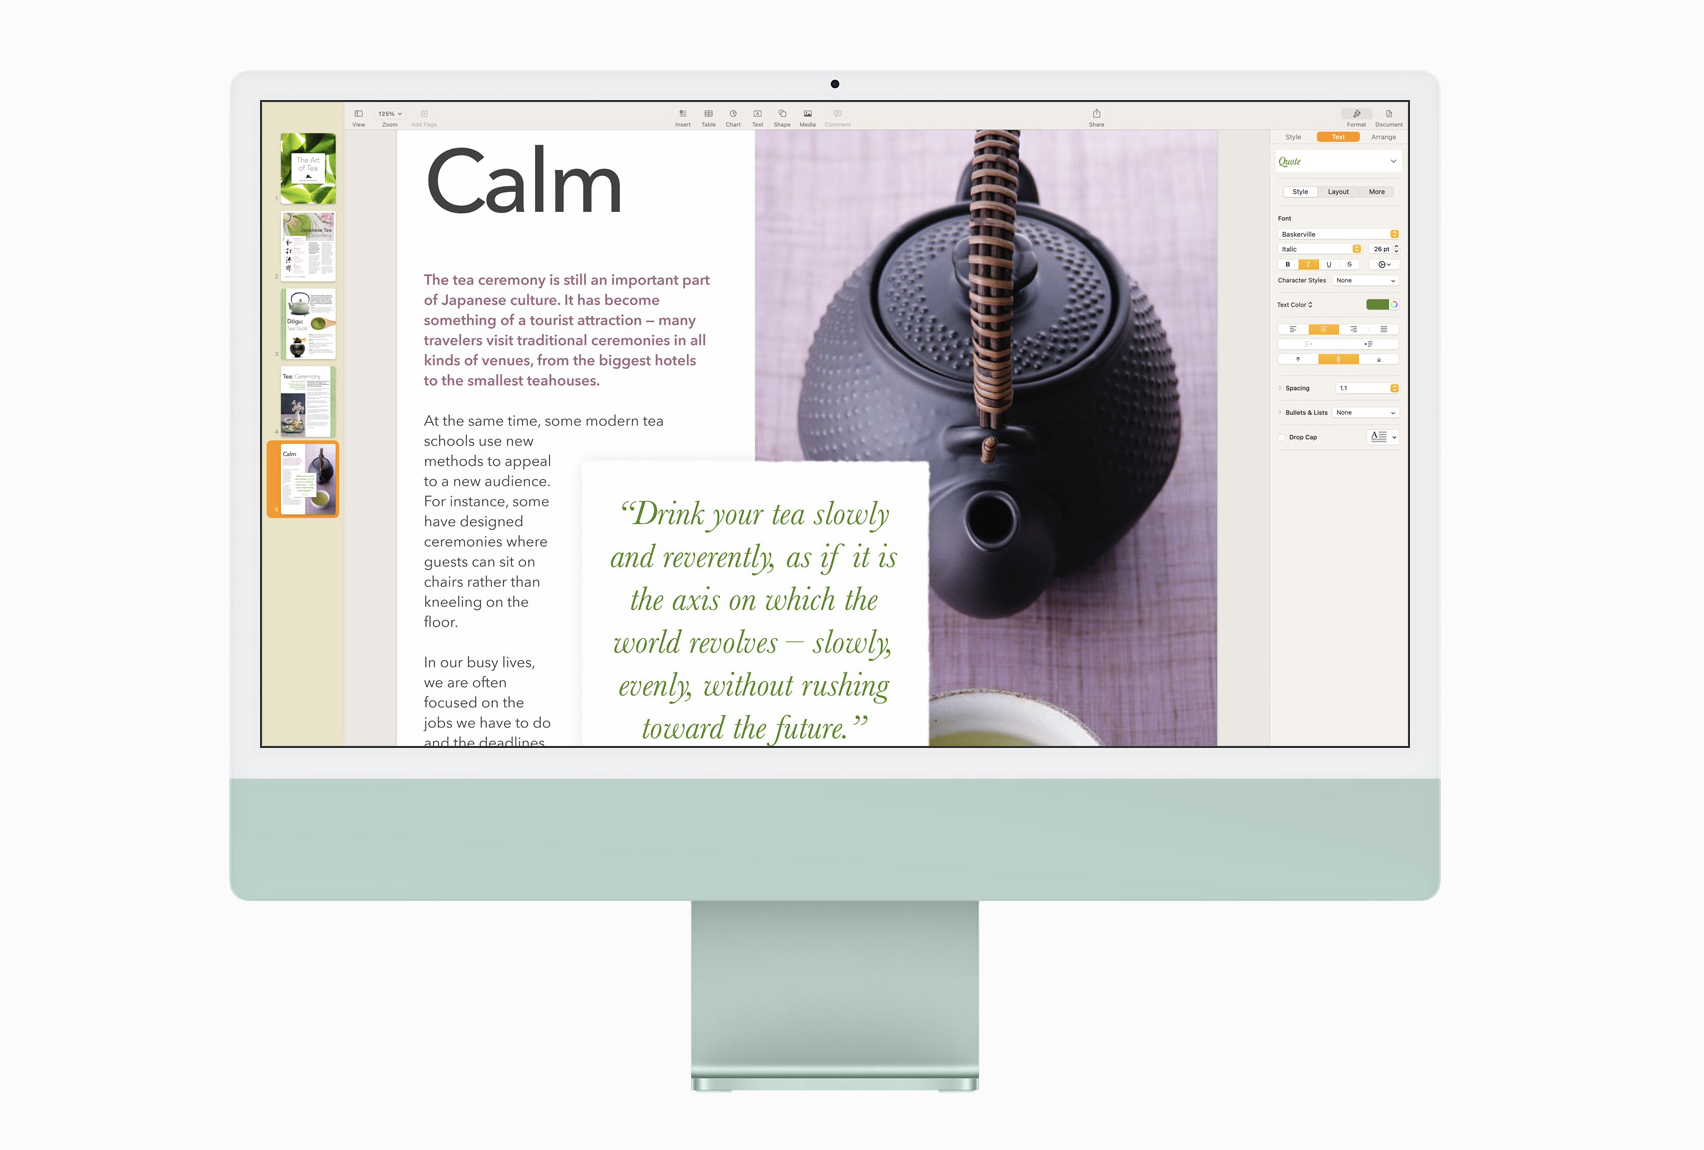 125%
View
Zoom
Add Page
Insert
Table
Chart
Text
Shape
Media
Comment
Share
Format
Document
The Art
of Tea
1
Japanese Tea
2
Dōgu:
Tea Tools
3
Tea: Ceremony
4
Calm
5
Calm
The tea ceremony is still an important part
of Japanese culture. It has become
something of a tourist attraction – many
travelers visit traditional ceremonies in all
kinds of venues, from the biggest hotels
to the smallest teahouses.
At the same time, some modern tea
schools use new
methods to appeal
to a new audience.
For instance, some
have designed
ceremonies where
guests can sit on
chairs rather than
kneeling on the
floor.
In our busy lives,
we are often
focused on the
jobs we have to do
and the deadlines
“Drink your tea slowly
and reverently, as if it is
the axis on which the
world revolves – slowly,
evenly, without rushing
toward the future.”
Style
Text
Arrange
Quote
Style
Layout
More
Font
Baskerville
Italic
26 pt
B I U S
Character Styles
None
Text Color
Spacing
1.1
Bullets & Lists
None
Drop Cap
A